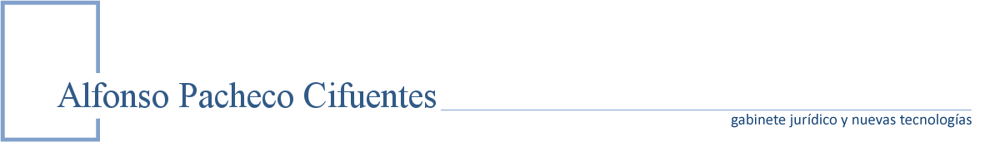 Alfonso Pacheco Cifuentes
gabinete jurídico y nuevas tecnologías